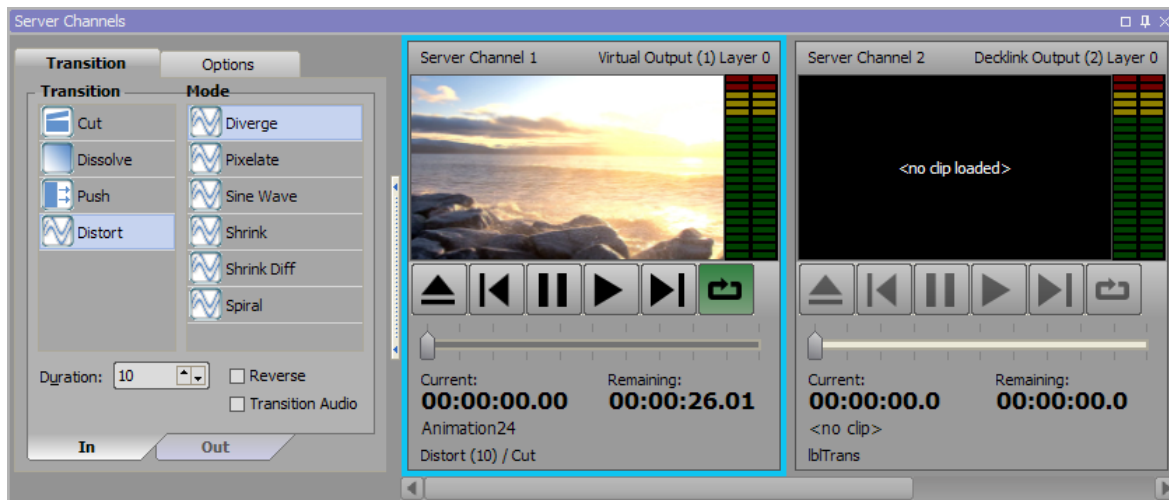 Server Channels
Transition
Options
Transition
Mode
Cut
Dissolve
Push
Distort
Diverge
Pixelate
Sine Wave
Shrink
Shrink Diff
Spiral
Duration: 10
Reverse
Transition Audio
In
Out
Server Channel 1
Virtual Output (1) Layer 0
Current:
Remaining:
00:00:00.00
00:00:26.01
Animation24
Distort (10) / Cut
Server Channel 2
Decklink Output (2) Layer 0
<no clip loaded>
Current:
Remaining:
00:00:00.0
00:00:00.0
<no clip>
lblTrans